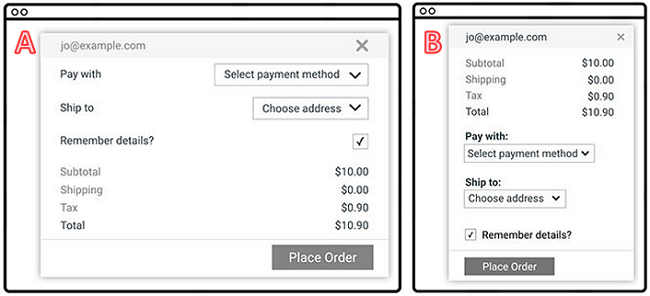 A
jo@example.com
Pay with Select payment method
Ship to Choose address
Remember details?
Subtotal $10.00
Shipping $0.00
Tax $0.90
Total $10.90
Place Order
B
jo@example.com
Subtotal $10.00
Shipping $0.00
Tax $0.90
Total $10.90
Pay with:
Select payment method
Ship to:
Choose address
Remember details?
Place Order